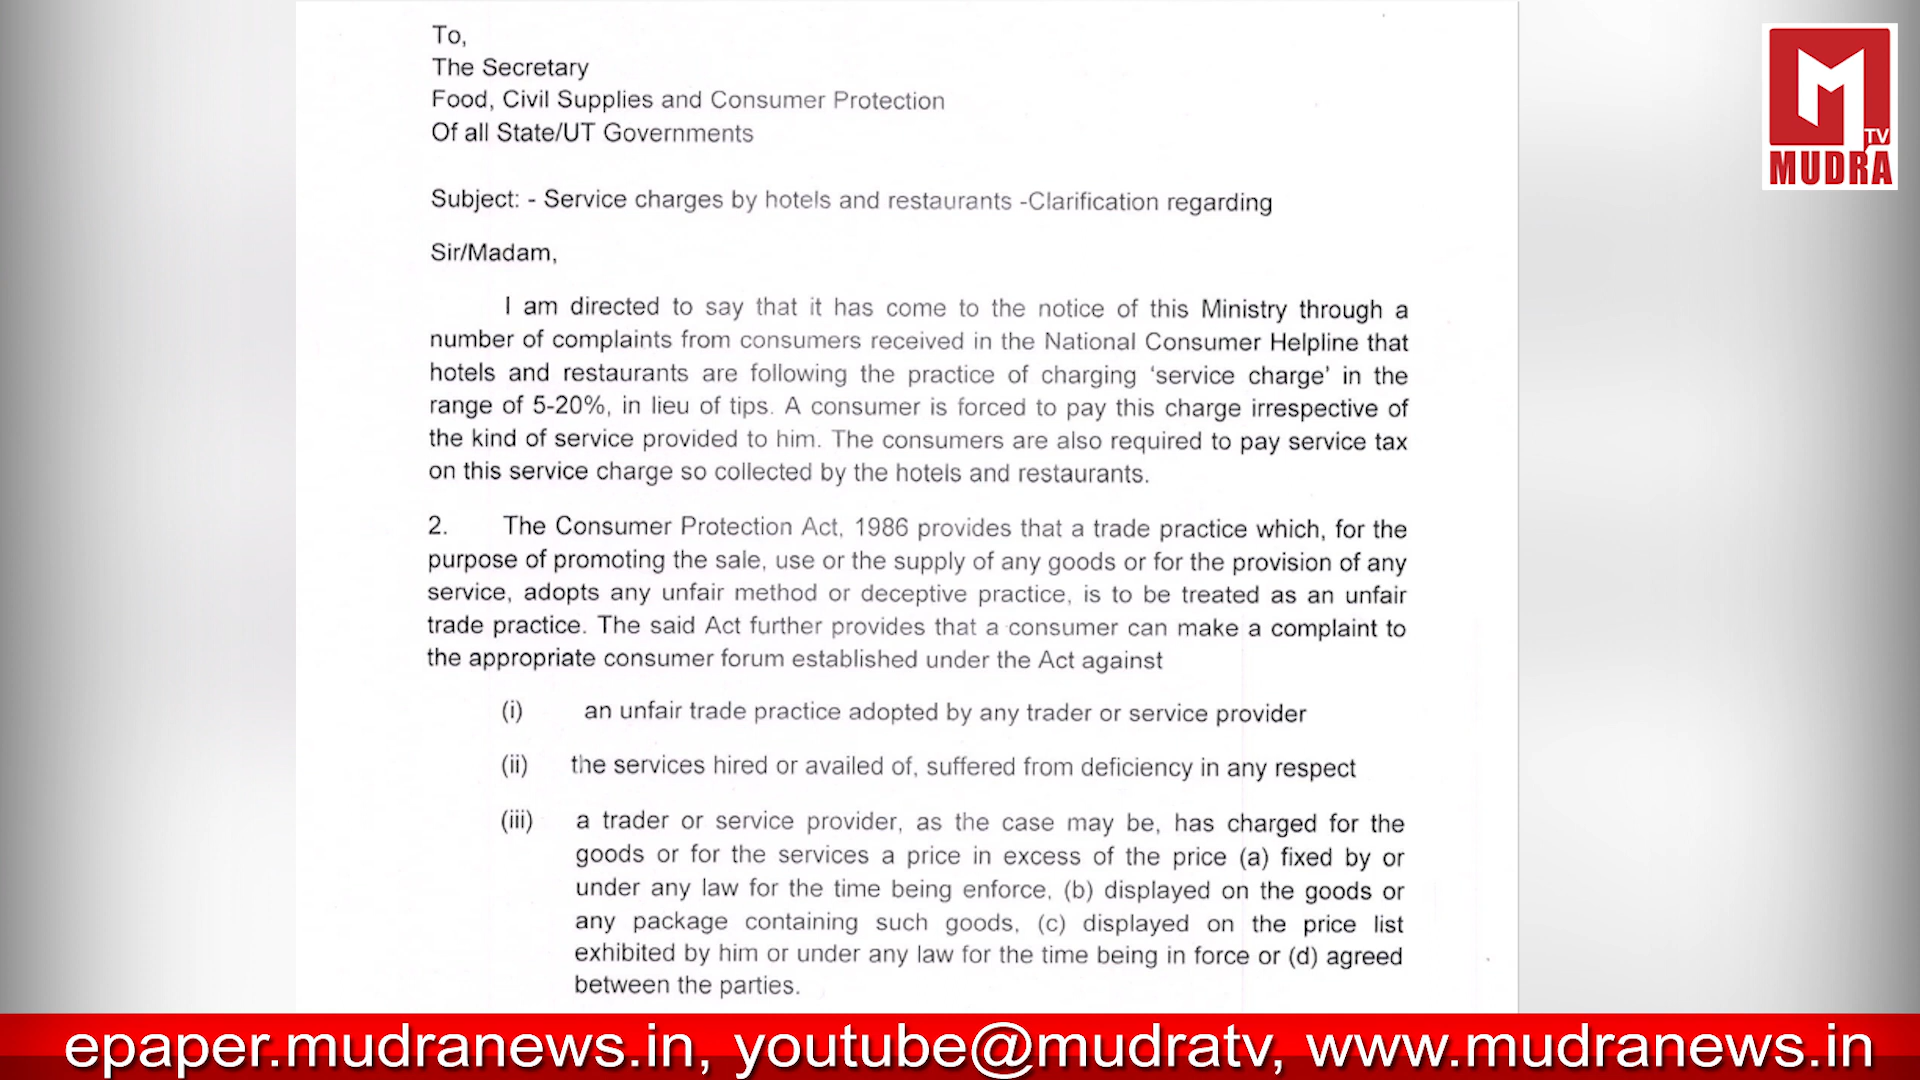 To,
The Secretary
Food, Civil Supplies and Consumer Protection
Of all State/UT Governments
Subject: - Service charges by hotels and restaurants -Clarification regarding
Sir/Madam,
I am directed to say that it has come to the notice of this Ministry through a
number of complaints from consumers received in the National Consumer Helpline that
hotels and restaurants are following the practice of charging ‘service charge’ in the
range of 5-20%, in lieu of tips. A consumer is forced to pay this charge irrespective of
the kind of service provided to him. The consumers are also required to pay service tax
on this service charge so collected by the hotels and restaurants.
2. The Consumer Protection Act, 1986 provides that a trade practice which, for the
purpose of promoting the sale, use or the supply of any goods or for the provision of any
service, adopts any unfair method or deceptive practice, is to be treated as an unfair
trade practice. The said Act further provides that a consumer can make a complaint to
the appropriate consumer forum established under the Act against
(i) an unfair trade practice adopted by any trader or service provider
(ii) the services hired or availed of, suffered from deficiency in any respect
(iii) a trader or service provider, as the case may be, has charged for the
goods or for the services a price in excess of the price (a) fixed by or
under any law for the time being enforce, (b) displayed on the goods or
any package containing such goods, (c) displayed on the price list
exhibited by him or under any law for the time being in force or (d) agreed
between the parties.
M
TV
MUDRA
epaper.mudranews.in, youtube@mudratv, www.mudranews.in